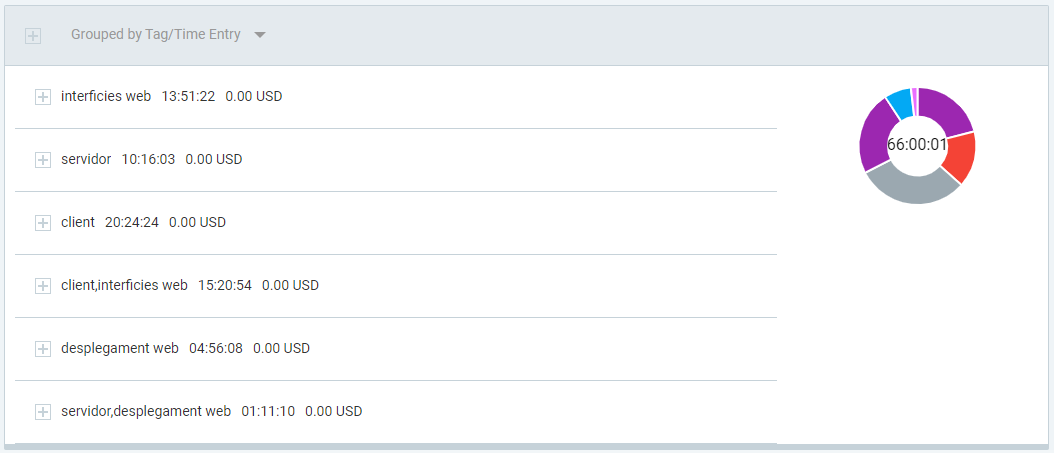 Grouped by Tag/Time Entry
interfícies web 13:51:22 0.00 USD
66:00:01
servidor 10:16:03 0.00 USD
client 20:24:24 0.00 USD
client,interfícies web 15:20:54 0.00 USD
desplegament web 04:56:08 0.00 USD
servidor,desplegament web 01:11:10 0.00 USD